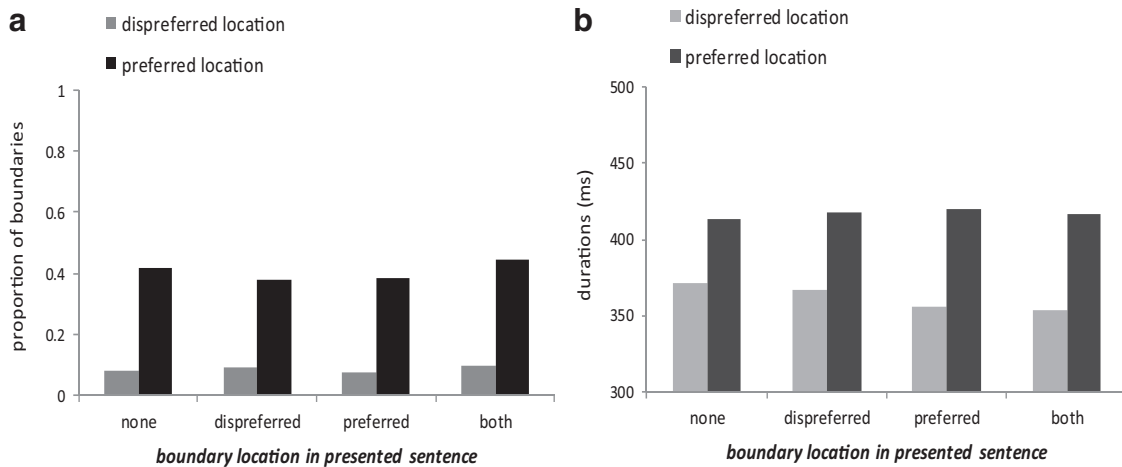 a
dispreferred location
preferred location
proportion of boundaries
1
0.8
0.6
0.4
0.2
0
none dispreferred preferred both
boundary location in presented sentence
b
dispreferred location
preferred location
durations (ms)
500
450
400
350
300
none dispreferred preferred both
boundary location in presented sentence